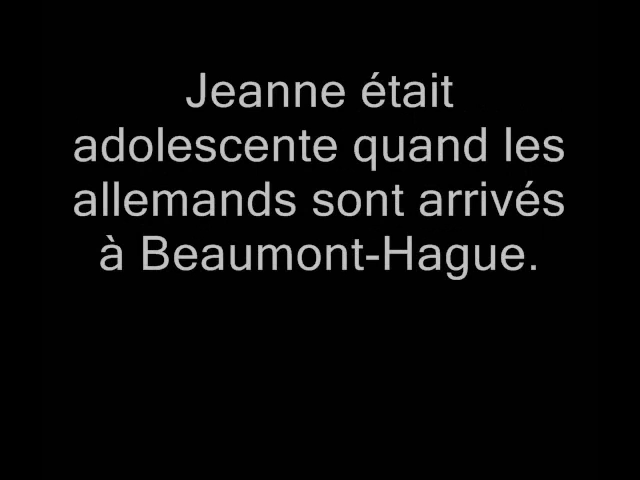 Jeanne était
adolescente quand les
allemands sont arrivés
à Beaumont-Hague.